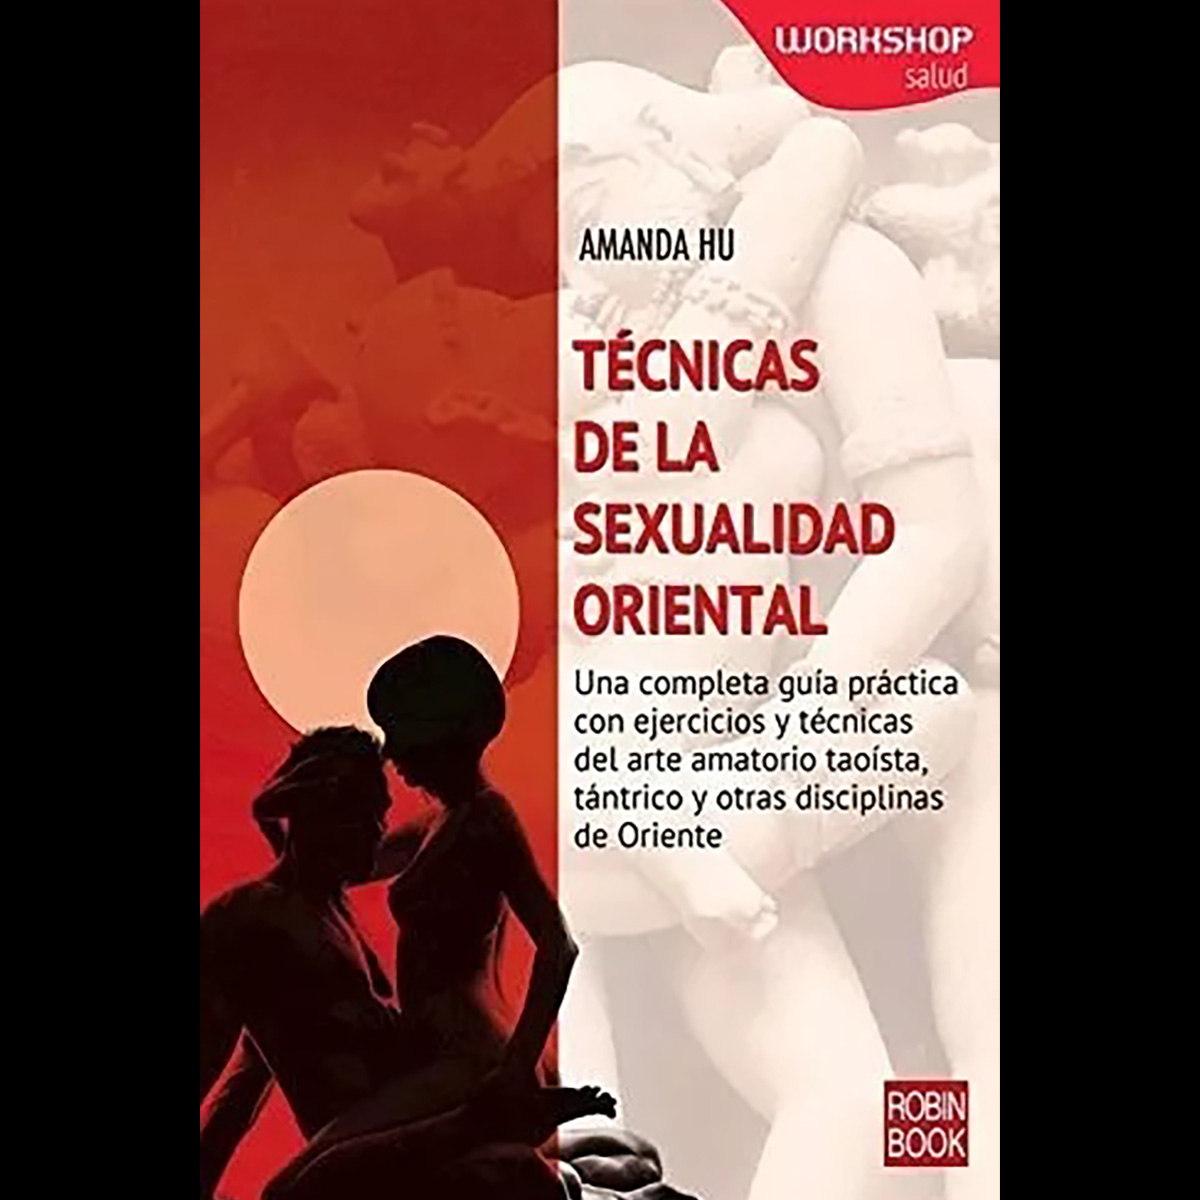 WORKSHOP
salud
AMANDA HU
TÉCNICAS
DE LA
SEXUALIDAD
ORIENTAL
Una completa guía práctica
con ejercicios y técnicas
del arte amatorio taoísta,
tántrico y otras disciplinas
de Oriente
ROBIN
BOOK